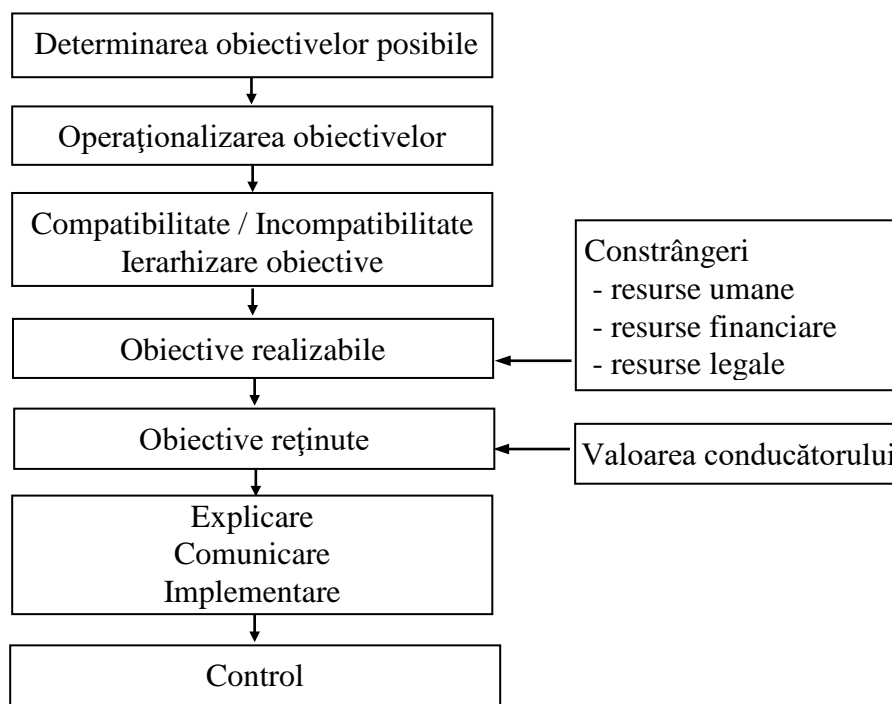 Determinarea obiectivelor posibile
Operaţionalizarea obiectivelor
Compatibilitate / Incompatibilitate
Ierarhizare obiective
Constrângeri
- resurse umane
- resurse financiare
- resurse legale
Obiective realizabile
Obiective reţinute
Valoarea conducătorului
Explicare
Comunicare
Implementare
Control